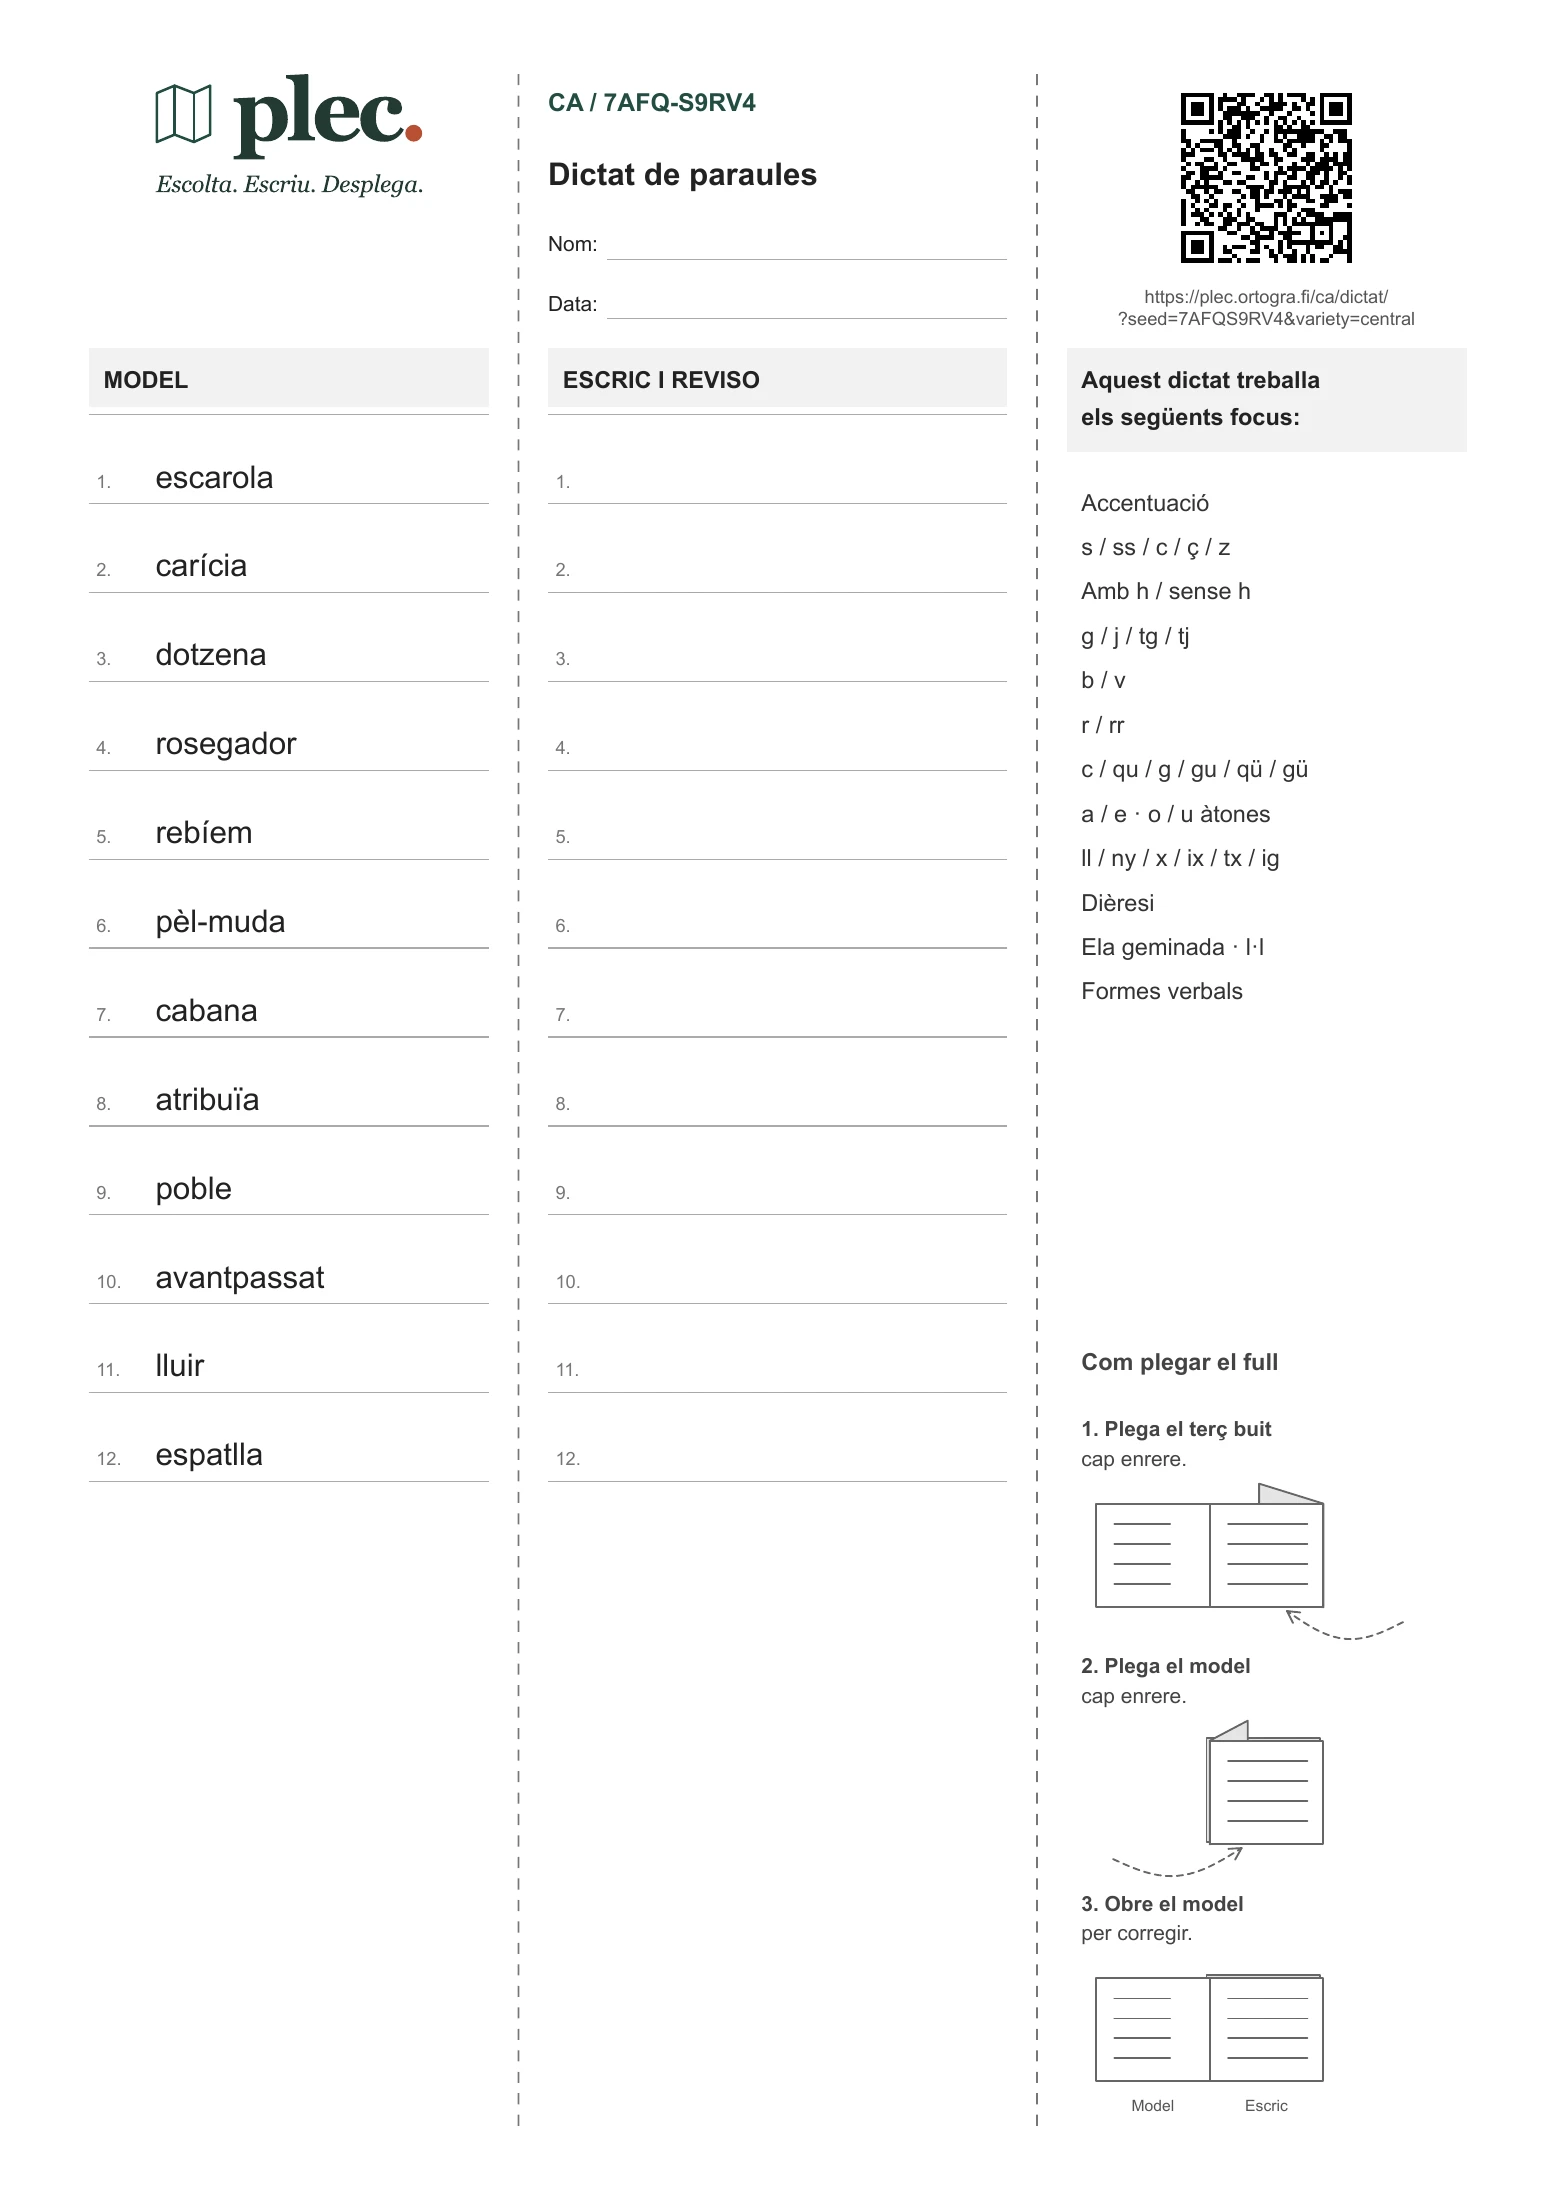 plec.
Escolta. Escriu. Desplega.
CA / 7AFQ-S9RV4
Dictat de paraules
Nom:
Data:
https://plec.ortogra.fi/ca/dictat/
?seed=7AFQS9RV4&variety=central
MODEL
1. escarola
2. carícia
3. dotzena
4. rosegador
5. rebíem
6. pèl-muda
7. cabana
8. atribuïa
9. poble
10. avantpassat
11. lluir
12. espatlla
ESCRIC I REVISO
1.
2.
3.
4.
5.
6.
7.
8.
9.
10.
11.
12.
Aquest dictat treballa
els següents focus:
Accentuació
s / ss / c / ç / z
Amb h / sense h
g / j / tg / tj
b / v
r / rr
c / qu / g / gu / qü / gü
a / e · o / u àtones
ll / ny / x / ix / tx / ig
Dièresi
Ela geminada · l·l
Formes verbals
Com plegar el full
1. Plega el terç buit
cap enrere.
2. Plega el model
cap enrere.
3. Obre el model
per corregir.
Model Escric